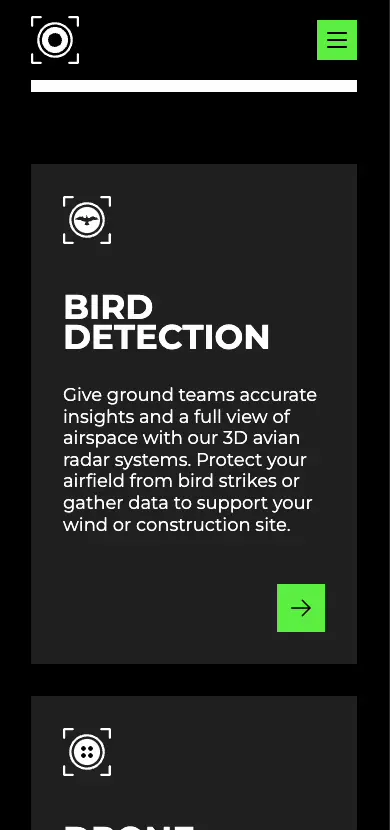 BIRD
DETECTION
Give ground teams accurate
insights and a full view of
airspace with our 3D avian
radar systems. Protect your
airfield from bird strikes or
gather data to support your
wind or construction site.
DRONE